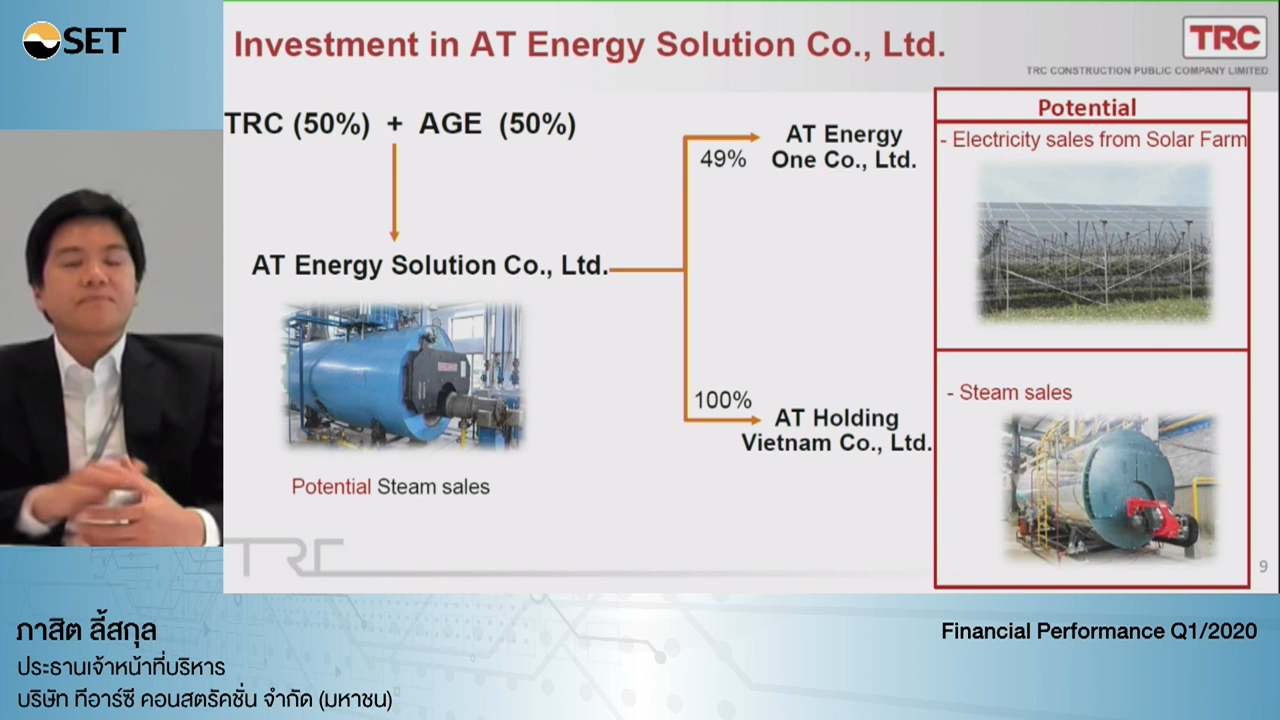 SET
Investment in AT Energy Solution Co., Ltd.
TRC
TRC CONSTRUCTION PUBLIC COMPANY LIMITED
TRC (50%) + AGE (50%)
AT Energy Solution Co., Ltd.
Potential Steam sales
49%
AT Energy
One Co., Ltd.
100%
AT Holding
Vietnam Co., Ltd.
Potential
- Electricity sales from Solar Farm
- Steam sales
TRC
9
ภาสิต ลี้สกุล
ประธานเจ้าหน้าที่บริหาร
บริษัท ทีอาร์ซี คอนสตรัคชั่น จำกัด (มหาชน)
Financial Performance Q1/2020